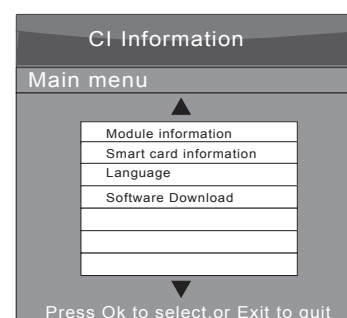 CI Information
Main menu
Module information
Smart card information
Language
Software Download
Press Ok to select,or Exit to quit